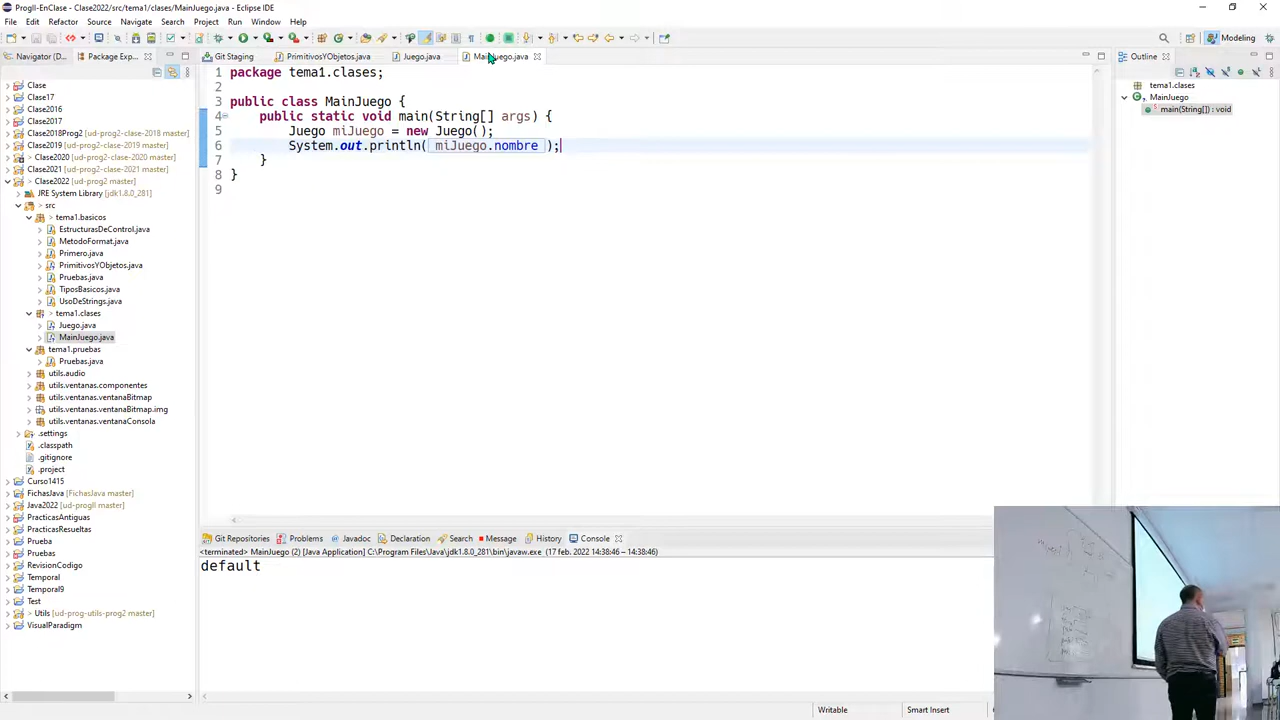 ProgII-EnClase - Clase2022/src/tema1/clases/MainJuego.java - Eclipse IDE
File Edit Refactor Source Navigate Search Project Run Window Help
Modeling
Navigator (D...
Package Exp...
Git Staging
PrimitivosYObjetos.java
Juego.java
MainJuego.java
Outline
Clase
Clase17
Clase2016
Clase2017
Clase2018Prog2 [ud-prog2-clase-2018 master]
> Clase2019 [ud-prog2-clase-2019 master]
> Clase2020 [ud-prog2-clase-2020 master]
Clase2021 [ud-prog2-clase-2021 master]
> Clase2022 [ud-prog2 master]
JRE System Library [jdk1.8.0_281]
> src
> tema1.basicos
EstructurasDeControl.java
MetodoFormat.java
Primero.java
PrimitivosYObjetos.java
Pruebas.java
TiposBasicos.java
UsoDeStrings.java
> tema1.clases
Juego.java
MainJuego.java
tema1.pruebas
Pruebas.java
utils.audio
utils.ventanas.componentes
utils.ventanas.ventanaBitmap
utils.ventanas.ventanaBitmap.img
utils.ventanas.ventanaConsola
.settings
.classpath
.gitignore
.project
Curso1415
FichasJava [FichasJava master]
Java2022 [ud-progII master]
PracticasAntiguas
PracticasResueltas
Prueba
Pruebas
RevisionCodigo
Temporal
Temporal9
Test
> Utils [ud-prog-utils-prog2 master]
VisualParadigm
1 package tema1.clases;
2
3 public class MainJuego {
4 public static void main(String[] args) {
5 Juego miJuego = new Juego();
6 System.out.println( miJuego.nombre );
7 }
8 }
9
tema1.clases
MainJuego
main(String[]) : void
Git Repositories
Problems
Javadoc
Declaration
Search
Message
History
Console
<terminated> MainJuego (2) [Java Application] C:\Program Files\Java\jdk1.8.0_281\bin\javaw.exe (17 feb. 2022 14:38:46 – 14:38:46)
default
Writable
Smart Insert